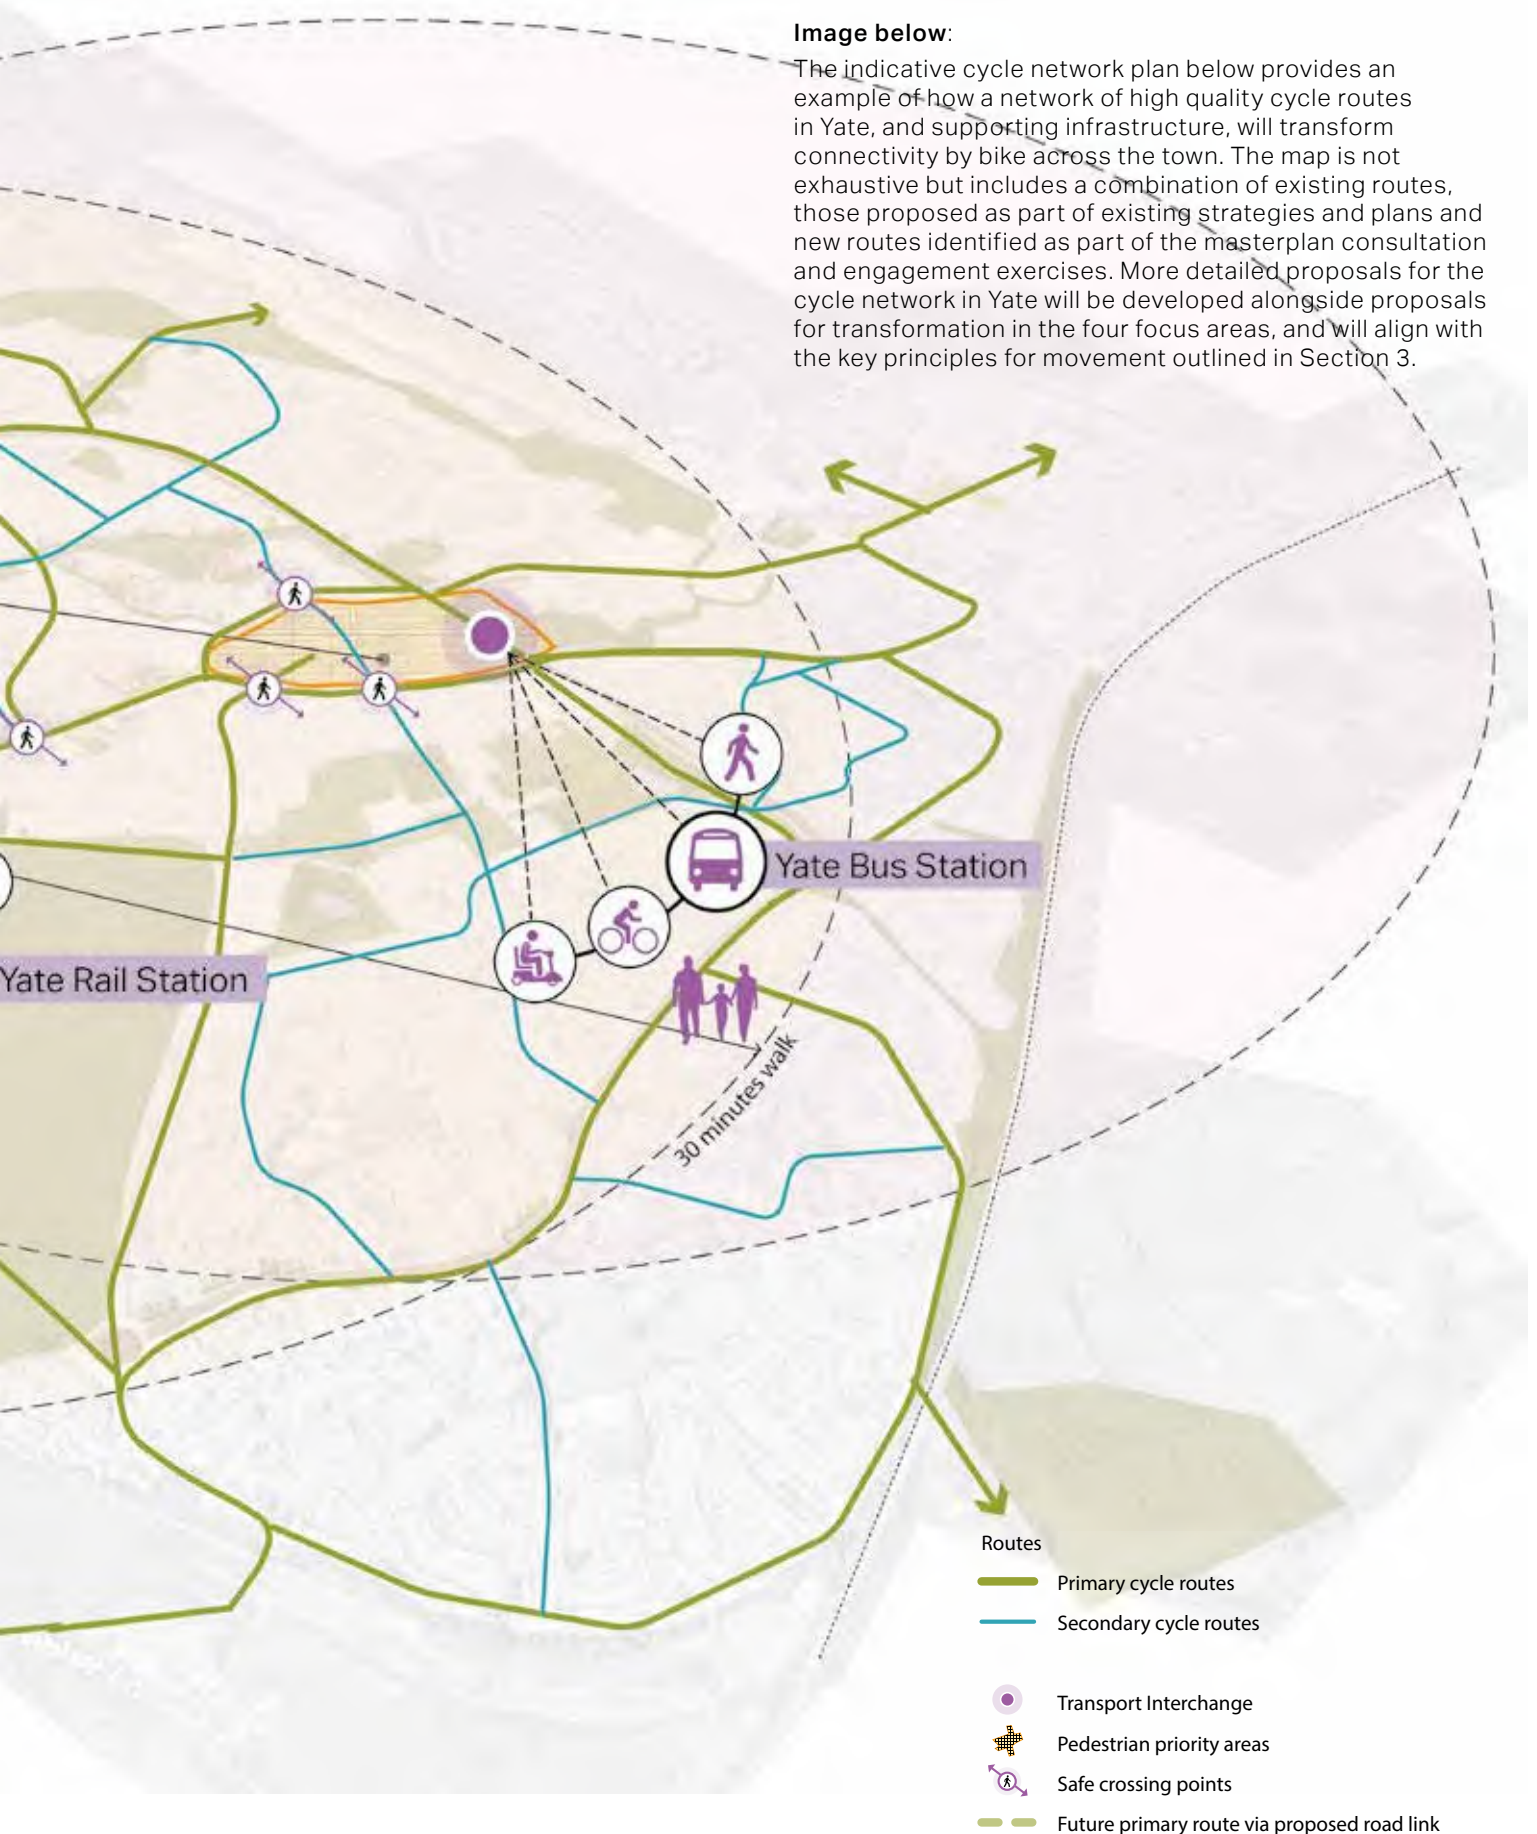 Image below:
The indicative cycle network plan below provides an
example of how a network of high quality cycle routes
in Yate, and supporting infrastructure, will transform
connectivity by bike across the town. The map is not
exhaustive but includes a combination of existing routes,
those proposed as part of existing strategies and plans and
new routes identified as part of the masterplan consultation
and engagement exercises. More detailed proposals for the
cycle network in Yate will be developed alongside proposals
for transformation in the four focus areas, and will align with
the key principles for movement outlined in Section 3.
Yate Bus Station
Yate Rail Station
30 minutes walk
Routes
Primary cycle routes
Secondary cycle routes
Transport Interchange
Pedestrian priority areas
Safe crossing points
Future primary route via proposed road link